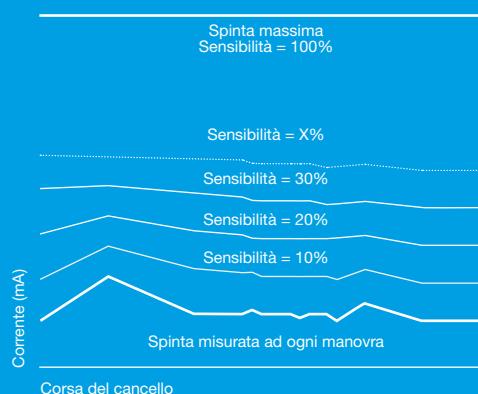 Spinta massima
Sensibilità = 100%
Sensibilità = X%
Sensibilità = 30%
Sensibilità = 20%
Sensibilità = 10%
Corrente (mA)
Spinta misurata ad ogni manovra
Corsa del cancello